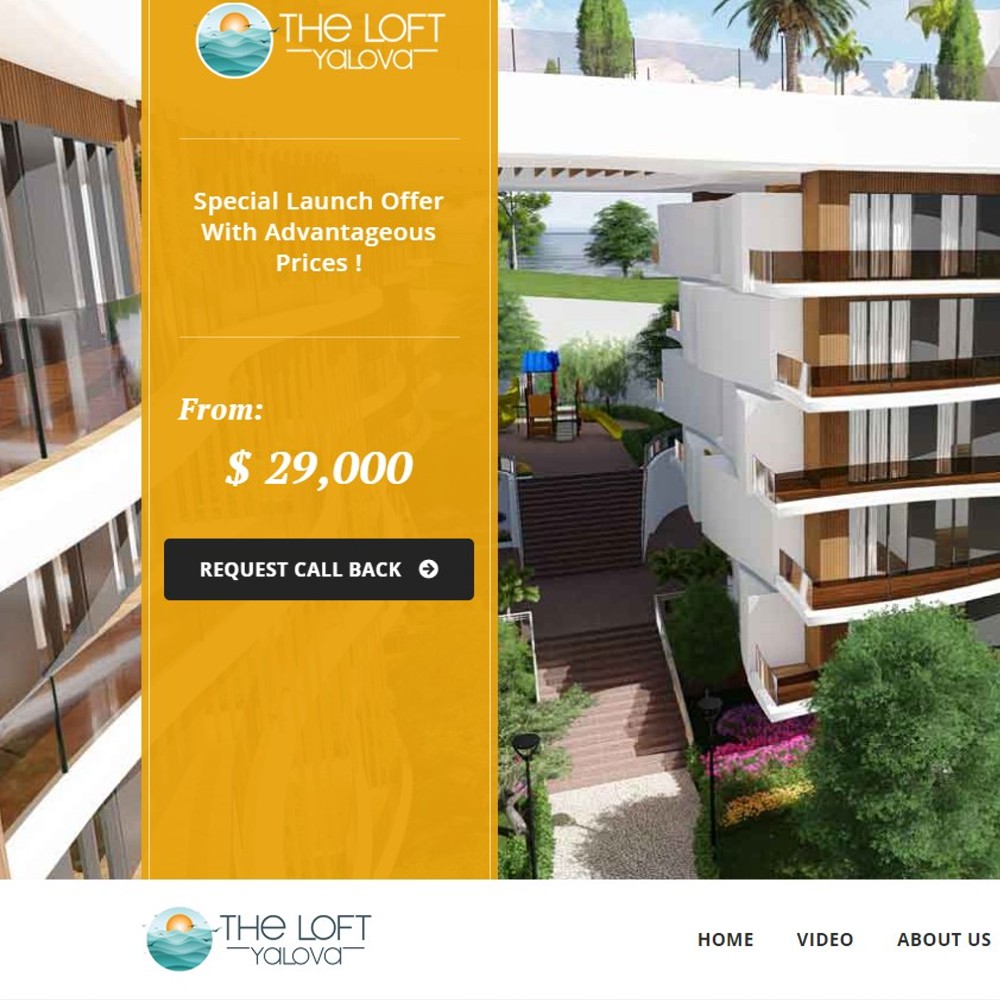 THE LOFT
YALOVA
Special Launch Offer
With Advantageous
Prices !
From:
$ 29,000
REQUEST CALL BACK
THE LOFT
YALOVA
HOME VIDEO ABOUT US